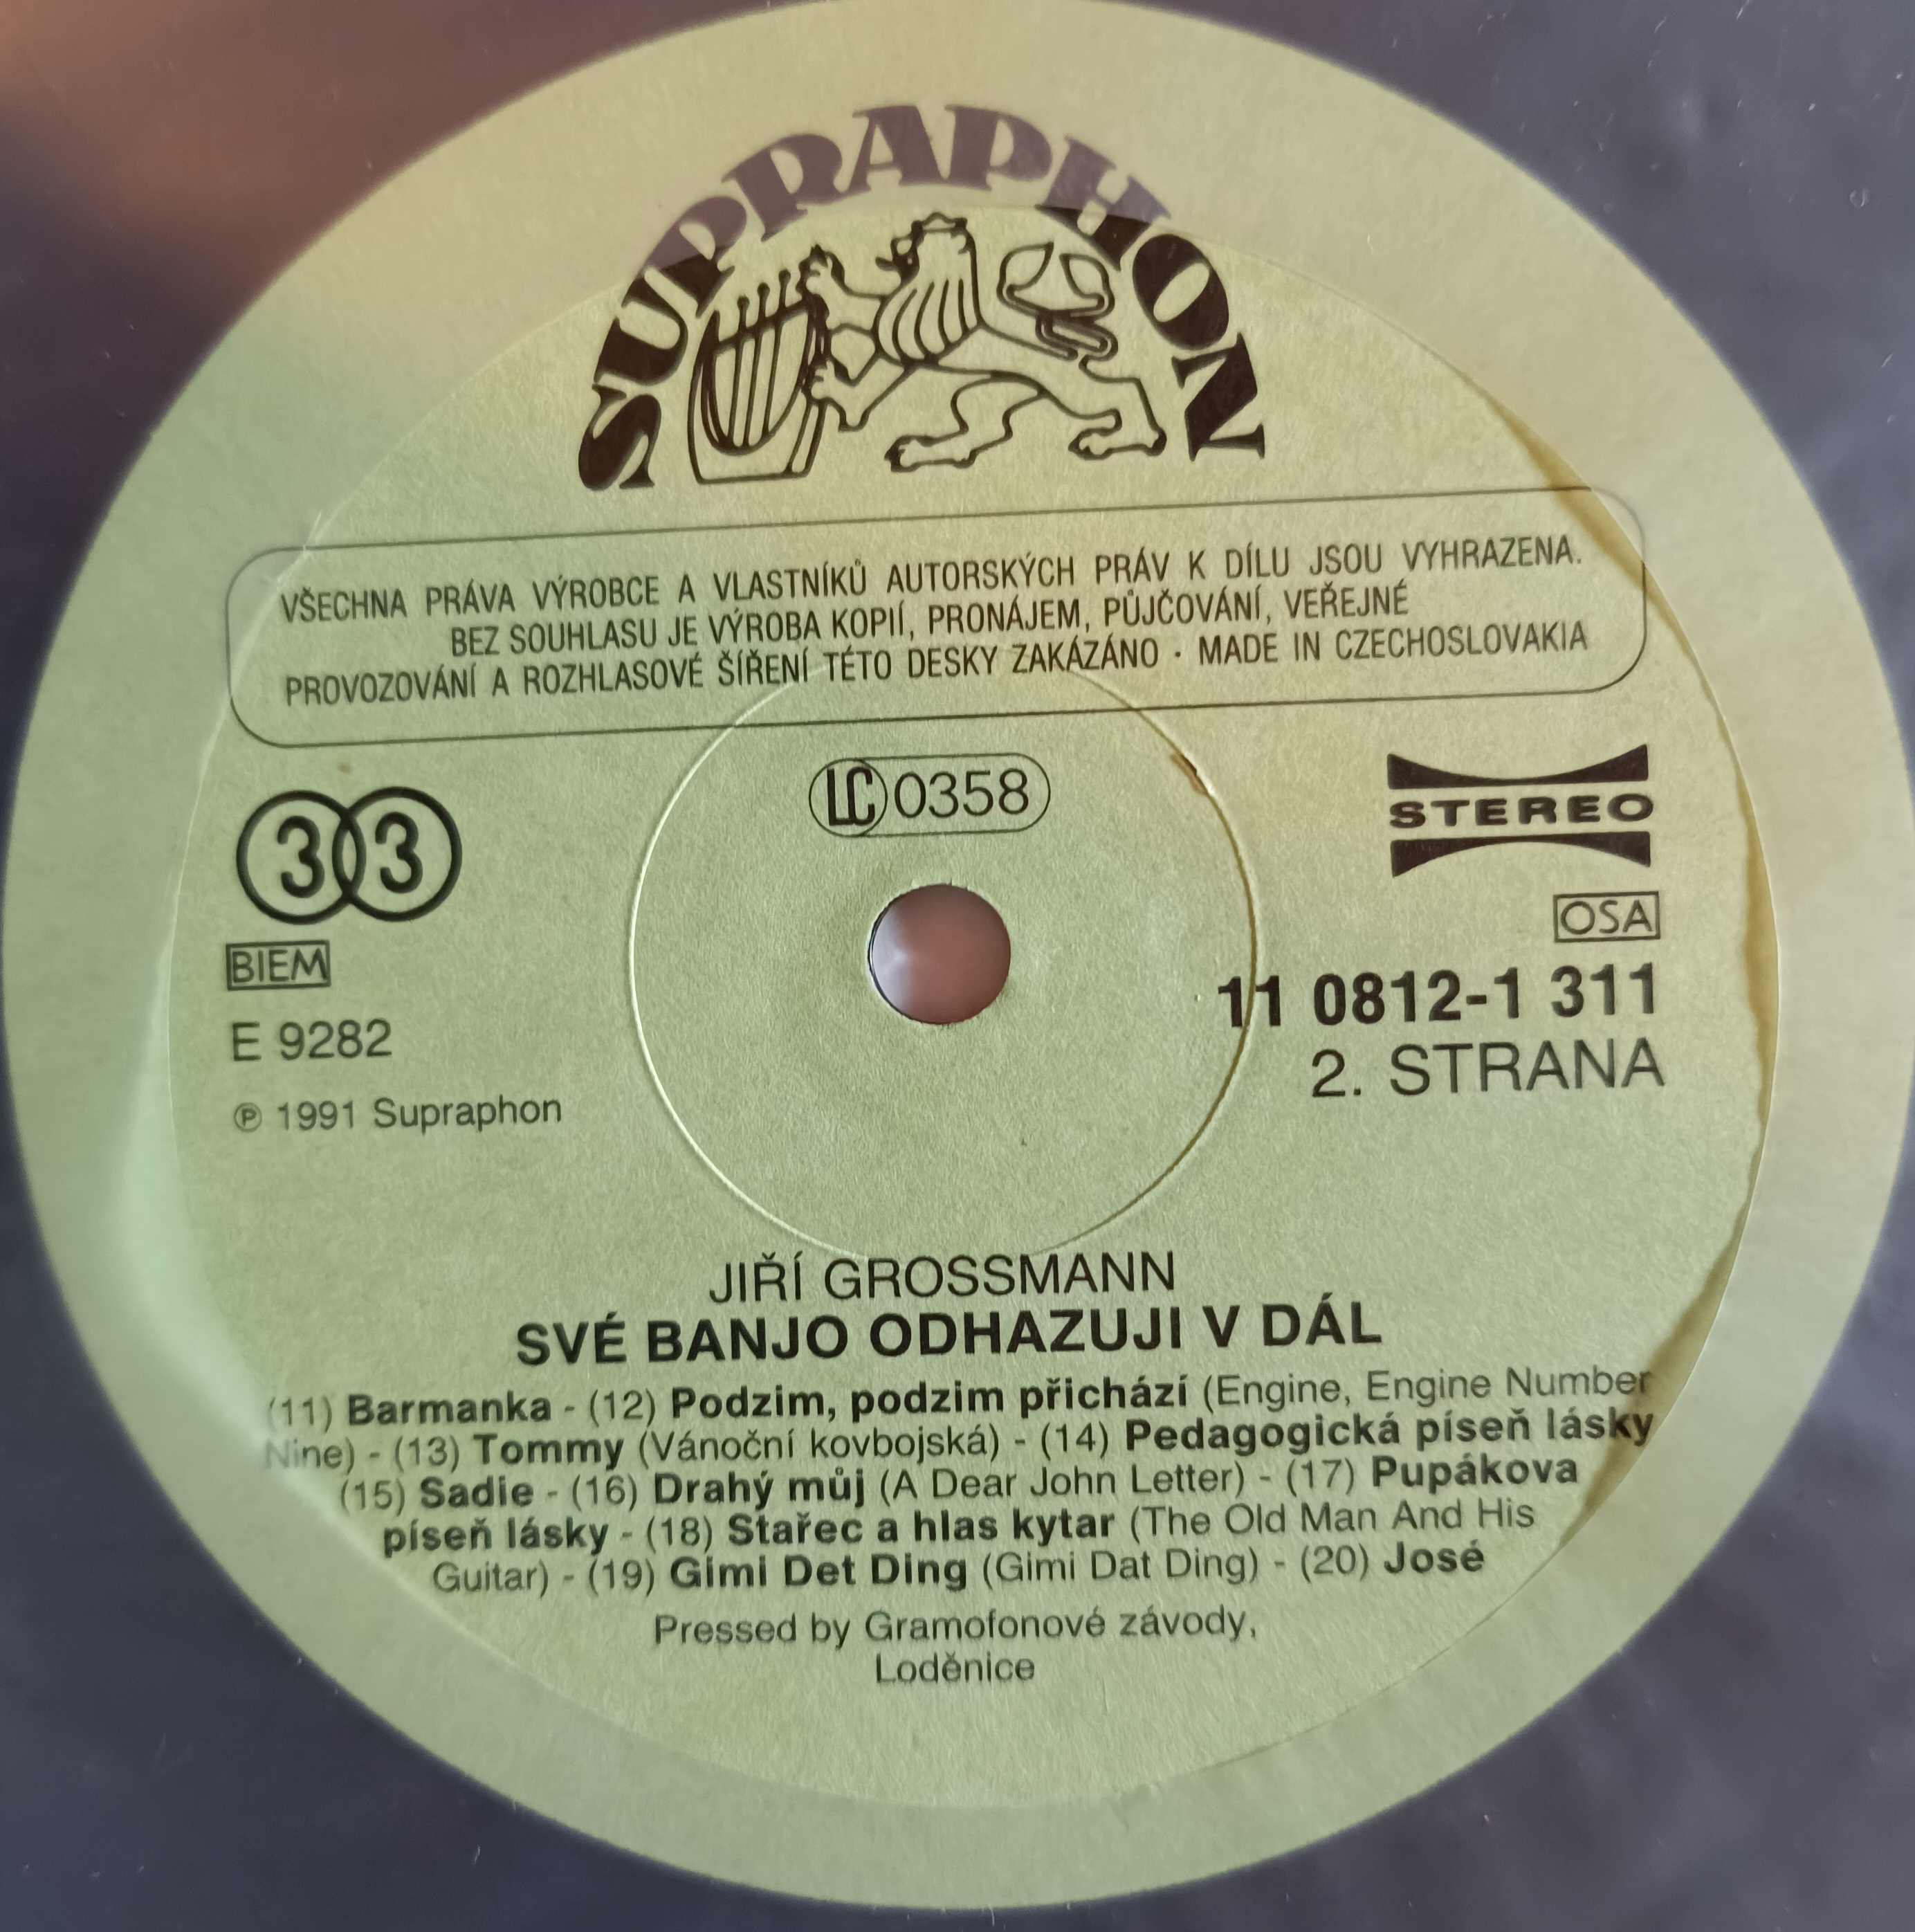 SUPRAPHON
VŠECHNA PRÁVA VÝROBCE A VLASTNÍKŮ AUTORSKÝCH PRÁV K DÍLU JSOU VYHRAZENA.
BEZ SOUHLASU JE VÝROBA KOPIÍ, PRONÁJEM, PŮJČOVÁNÍ, VEŘEJNÉ
PROVOZOVÁNÍ A ROZHLASOVÉ ŠÍŘENÍ TÉTO DESKY ZAKÁZÁNO · MADE IN CZECHOSLOVAKIA
33
LC 0358
STEREO
BIEM
OSA
E 9282
11 0812-1 311
2. STRANA
℗ 1991 Supraphon
JIŘÍ GROSSMANN
SVÉ BANJO ODHAZUJI V DÁL
(11) Barmanka - (12) Podzim, podzim přichází (Engine, Engine Number
Nine) - (13) Tommy (Vánoční kovbojská) - (14) Pedagogická píseň lásky
(15) Sadie - (16) Drahý můj (A Dear John Letter) - (17) Pupákova
píseň lásky - (18) Stařec a hlas kytar (The Old Man And His
Guitar) - (19) Gimi Det Ding (Gimi Dat Ding) - (20) José
Pressed by Gramofonové závody,
Loděnice